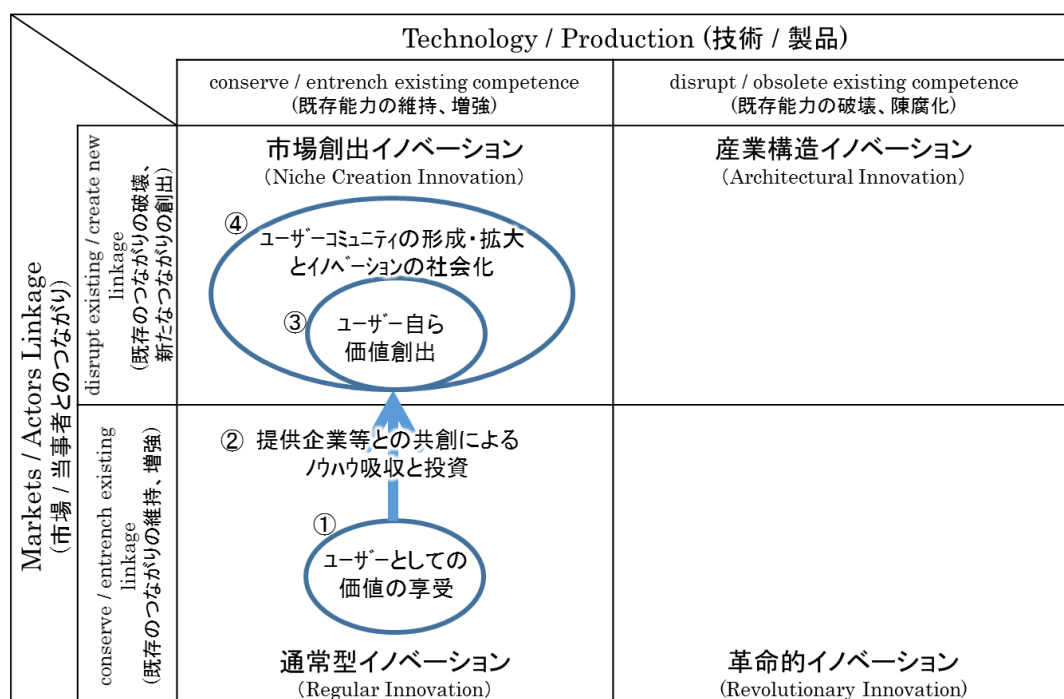 Technology / Production (技術 / 製品)
conserve / entrench existing competence
(既存能力の維持、増強)
disrupt / obsolete existing competence
(既存能力の破壊、陳腐化)
Markets / Actors Linkage
(市場 / 当事者とのつながり)
disrupt existing / create new
linkage
(既存のつながりの破壊、
新たなつながりの創出)
市場創出イノベーション
(Niche Creation Innovation)
④
ユーザーコミュニティの形成・拡大
とイノベーションの社会化
③
ユーザー自ら
価値創出
産業構造イノベーション
(Architectural Innovation)
conserve / entrench existing
linkage
(既存のつながりの維持、増強)
② 提供企業等との共創による
ノウハウ吸収と投資
①
ユーザーとしての
価値の享受
通常型イノベーション
(Regular Innovation)
革命的イノベーション
(Revolutionary Innovation)